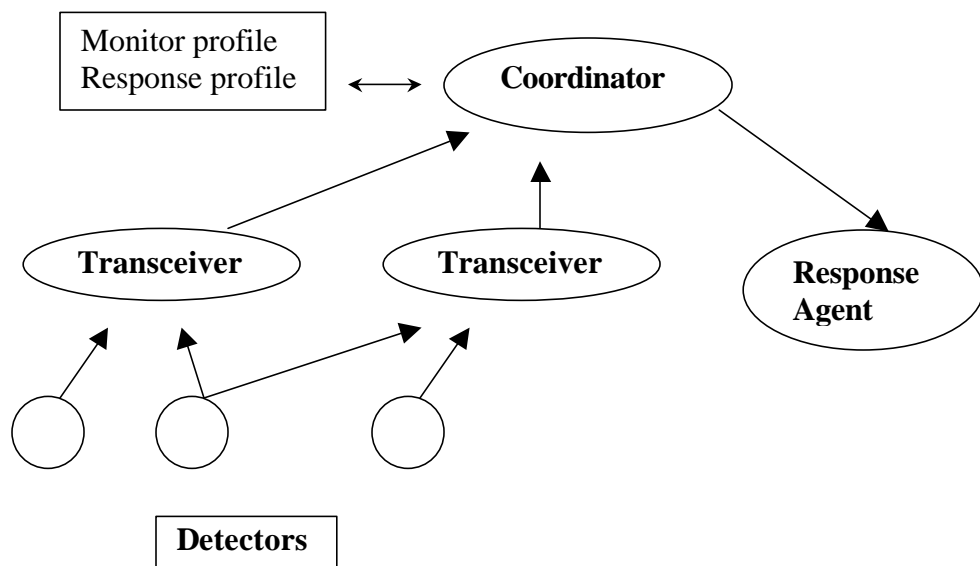 Monitor profile
Response profile
Coordinator
Transceiver
Transceiver
Response
Agent
Detectors